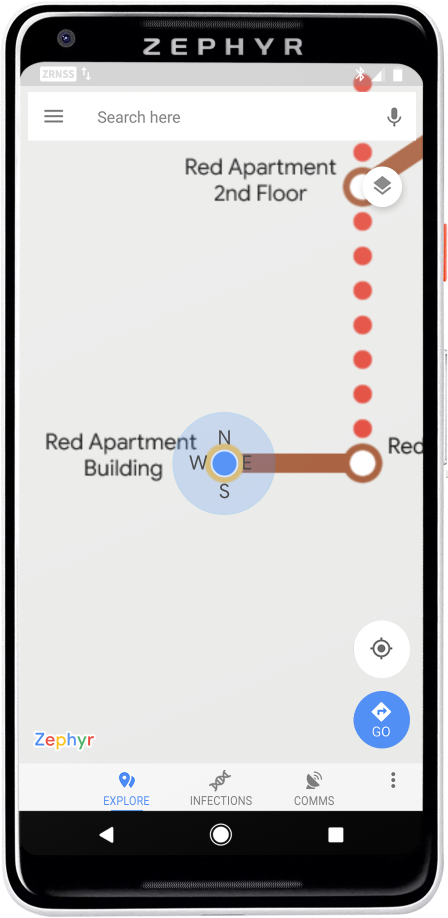 ZEPHYR
ZRNSS
Search here
Red Apartment
2nd Floor
Red Apartment
Building
N
W
E
S
Red
Zephyr
GO
EXPLORE
INFECTIONS
COMMS